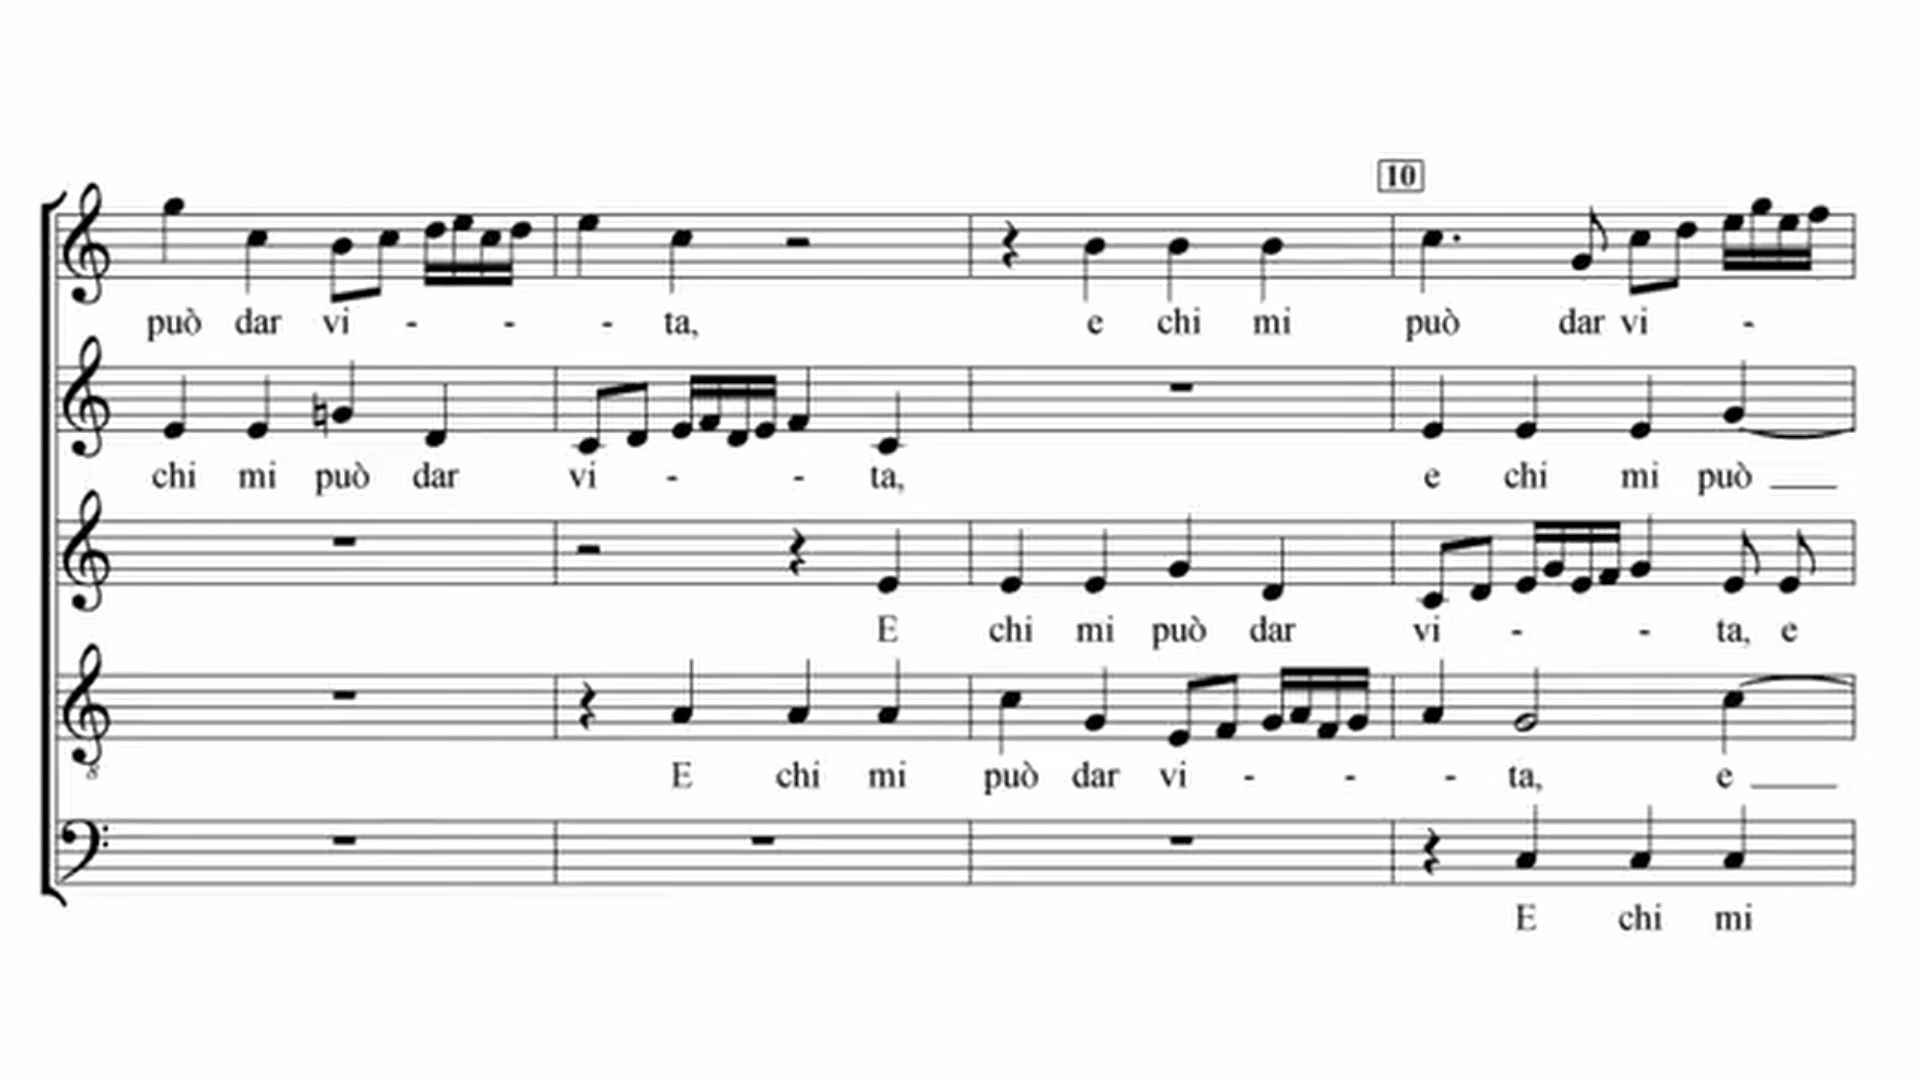 10
può dar vi - - - ta, e chi mi può dar vi -
chi mi può dar vi - - ta, e chi mi può
E chi mi può dar vi - - ta, e
8
E chi mi può dar vi - - - ta, e
E chi mi